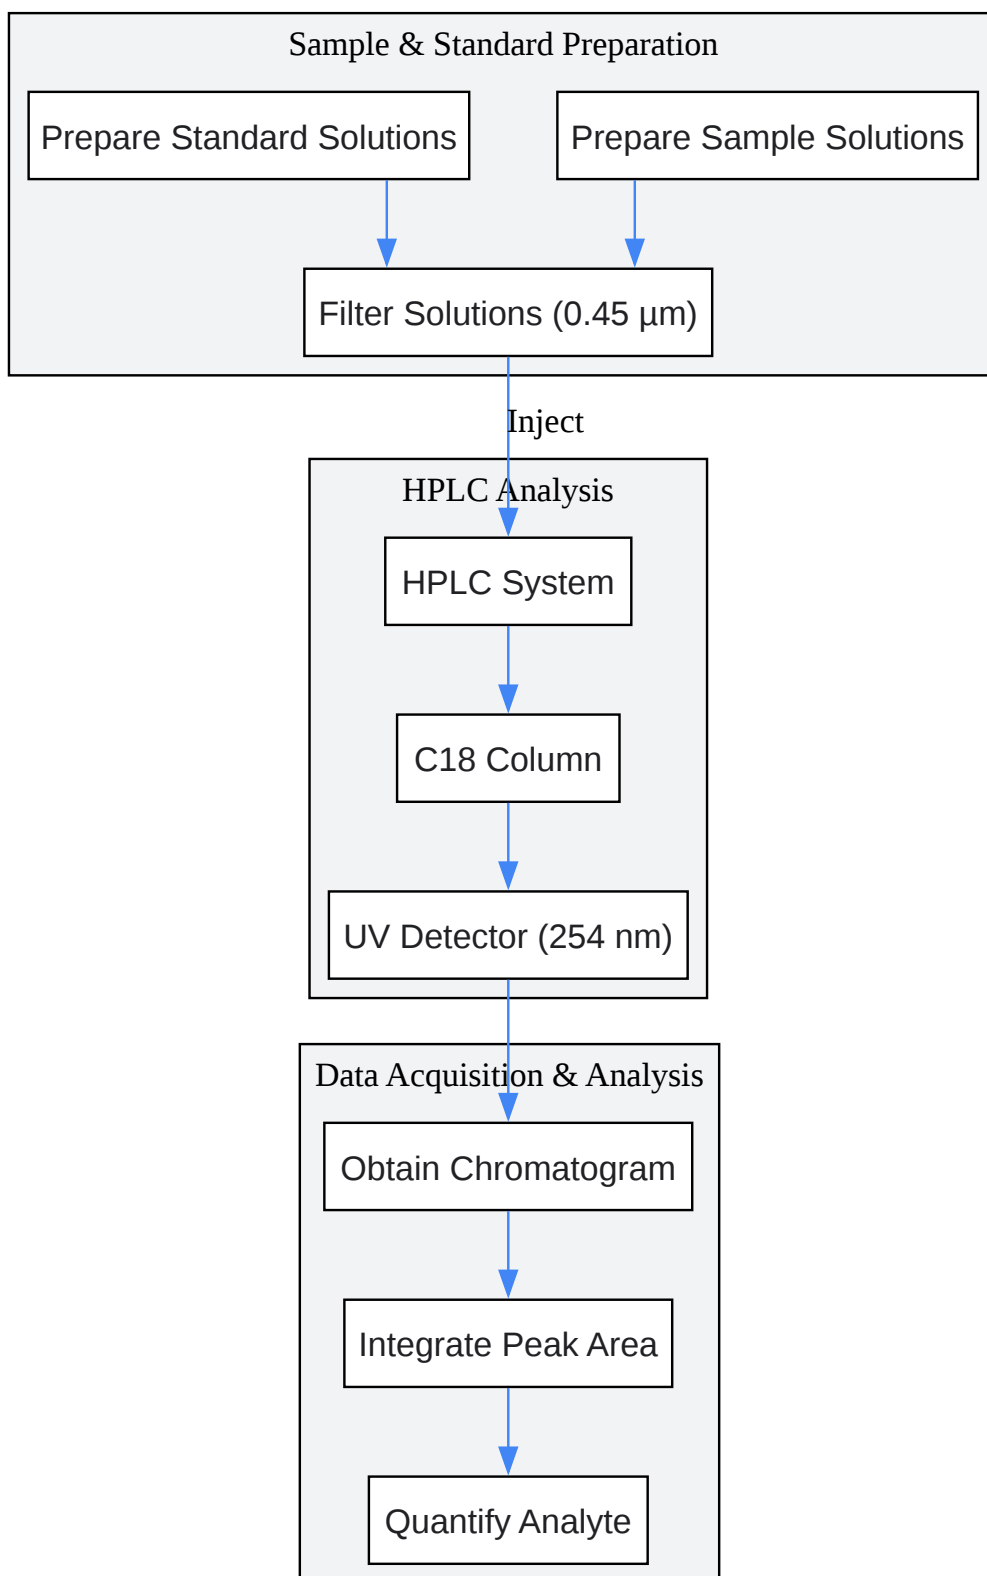 Sample & Standard Preparation
Prepare Standard Solutions
Prepare Sample Solutions
Filter Solutions (0.45 µm)
Inject
HPLC Analysis
HPLC System
C18 Column
UV Detector (254 nm)
Data Acquisition & Analysis
Obtain Chromatogram
Integrate Peak Area
Quantify Analyte